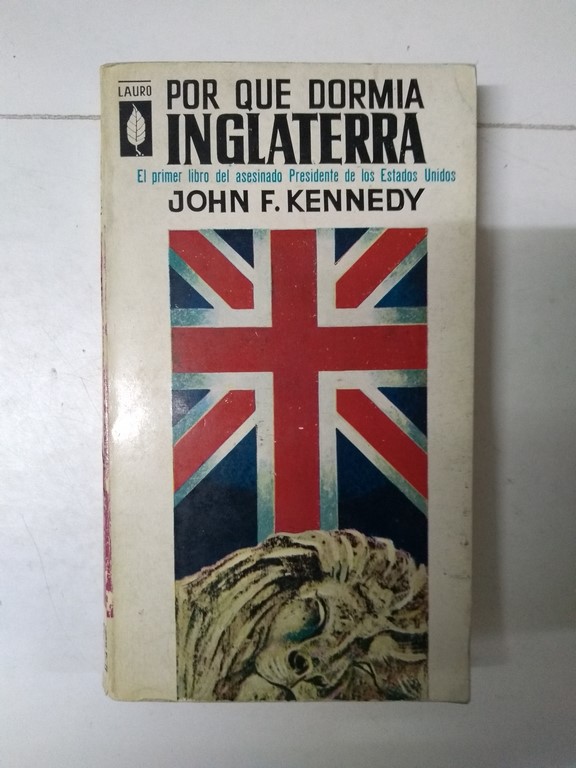 LAURO
POR QUE DORMIA
INGLATERRA
El primer libro del asesinado Presidente de los Estados Unidos
JOHN F. KENNEDY